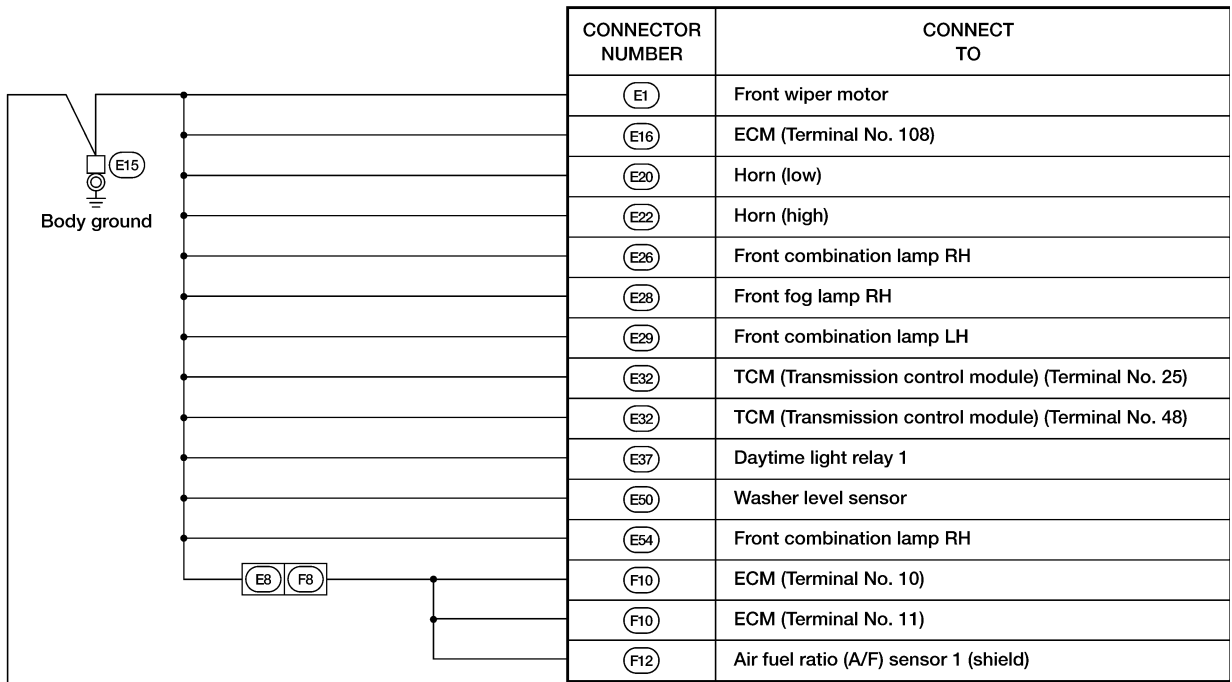 CONNECTOR NUMBER
CONNECT TO
E1 Front wiper motor
E16 ECM (Terminal No. 108)
E15
E20 Horn (low)
Body ground
E22 Horn (high)
E26 Front combination lamp RH
E28 Front fog lamp RH
E29 Front combination lamp LH
E32 TCM (Transmission control module) (Terminal No. 25)
E32 TCM (Transmission control module) (Terminal No. 48)
E37 Daytime light relay 1
E50 Washer level sensor
E54 Front combination lamp RH
E8 F8
F10 ECM (Terminal No. 10)
F10 ECM (Terminal No. 11)
F12 Air fuel ratio (A/F) sensor 1 (shield)